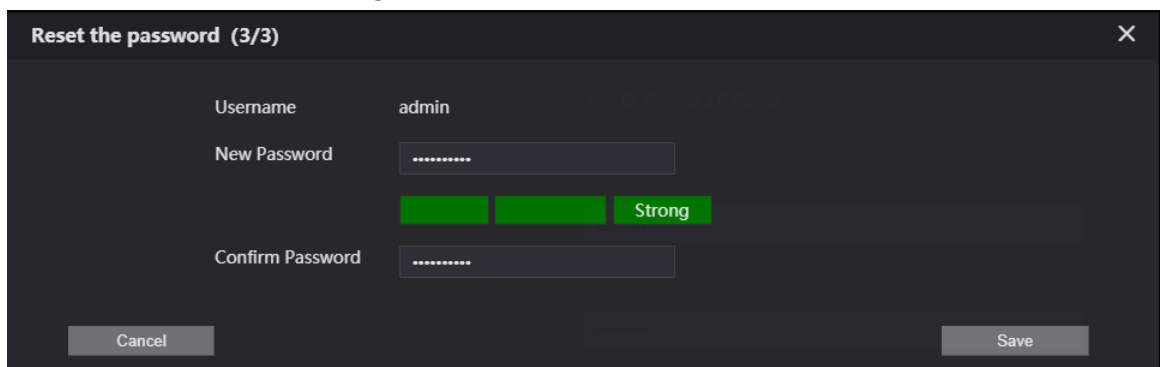 Reset the password (3/3)
Username admin
New Password ••••••••••
Strong
Confirm Password ••••••••••
Cancel Save